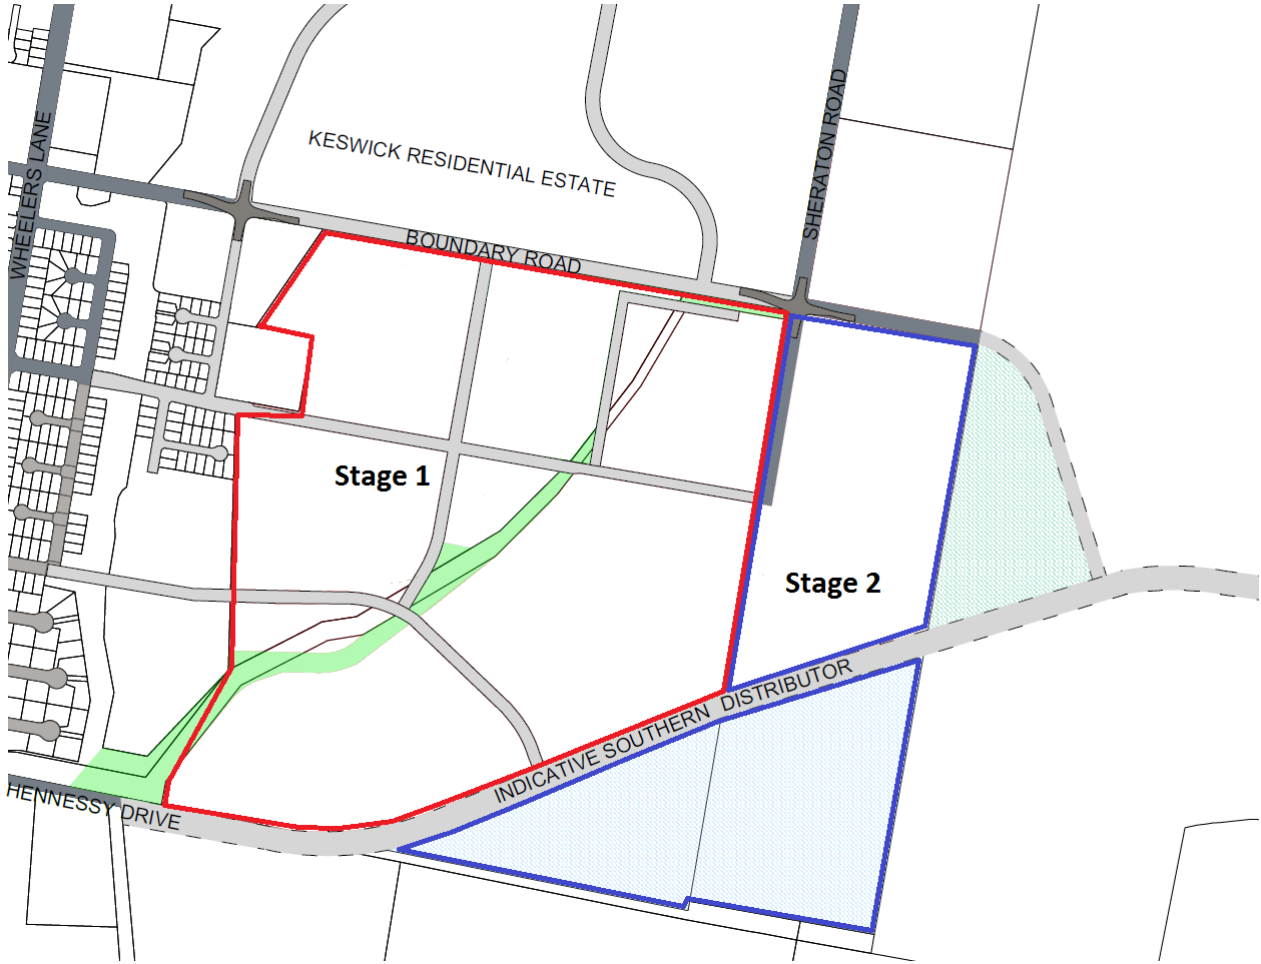 WHEELERS LANE
KESWICK RESIDENTIAL ESTATE
SHERATON ROAD
BOUNDARY ROAD
Stage 1
Stage 2
INDICATIVE SOUTHERN DISTRIBUTOR
HENNESSY DRIVE